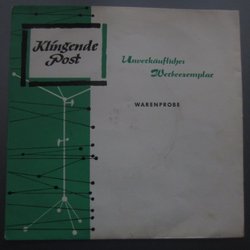 Klingende
Post
Unverkäufliches
Werbeexemplar
WARENPROBE